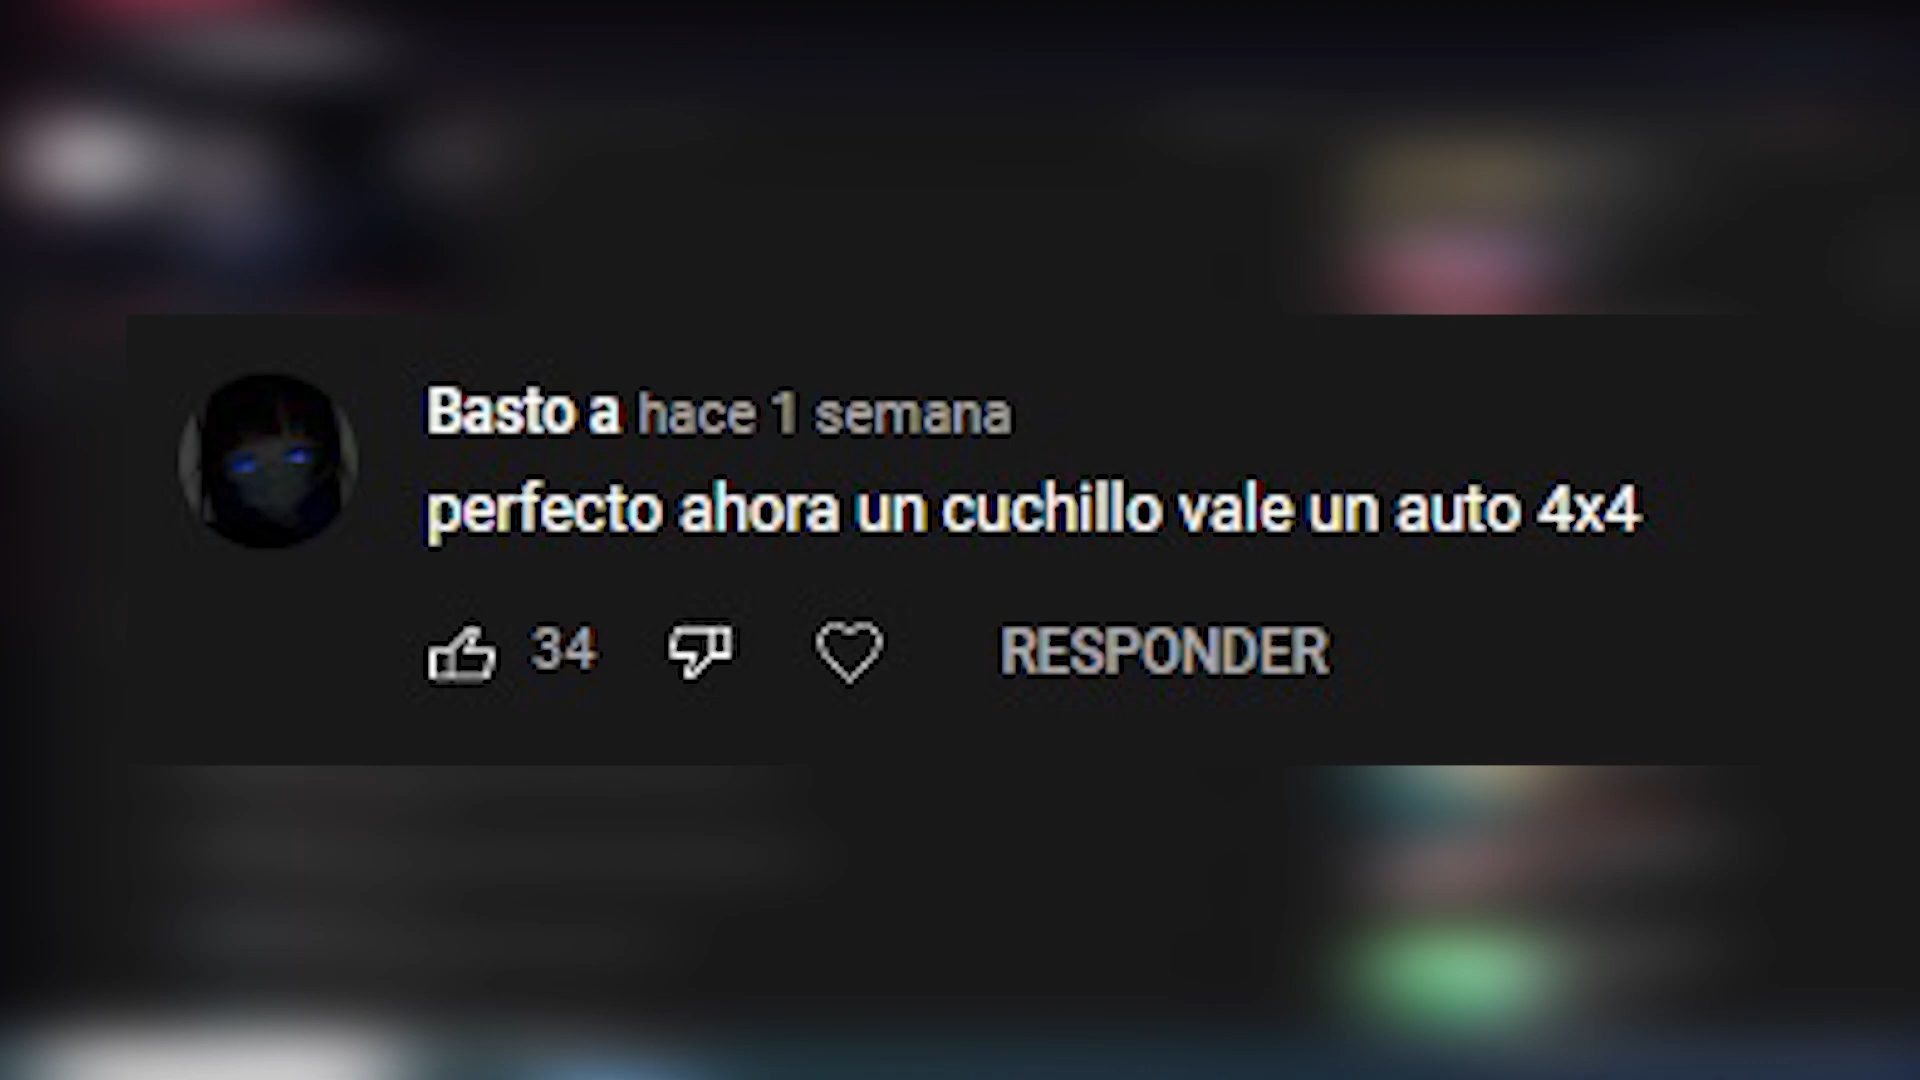 Basto a hace 1 semana
perfecto ahora un cuchillo vale un auto 4x4
34 RESPONDER